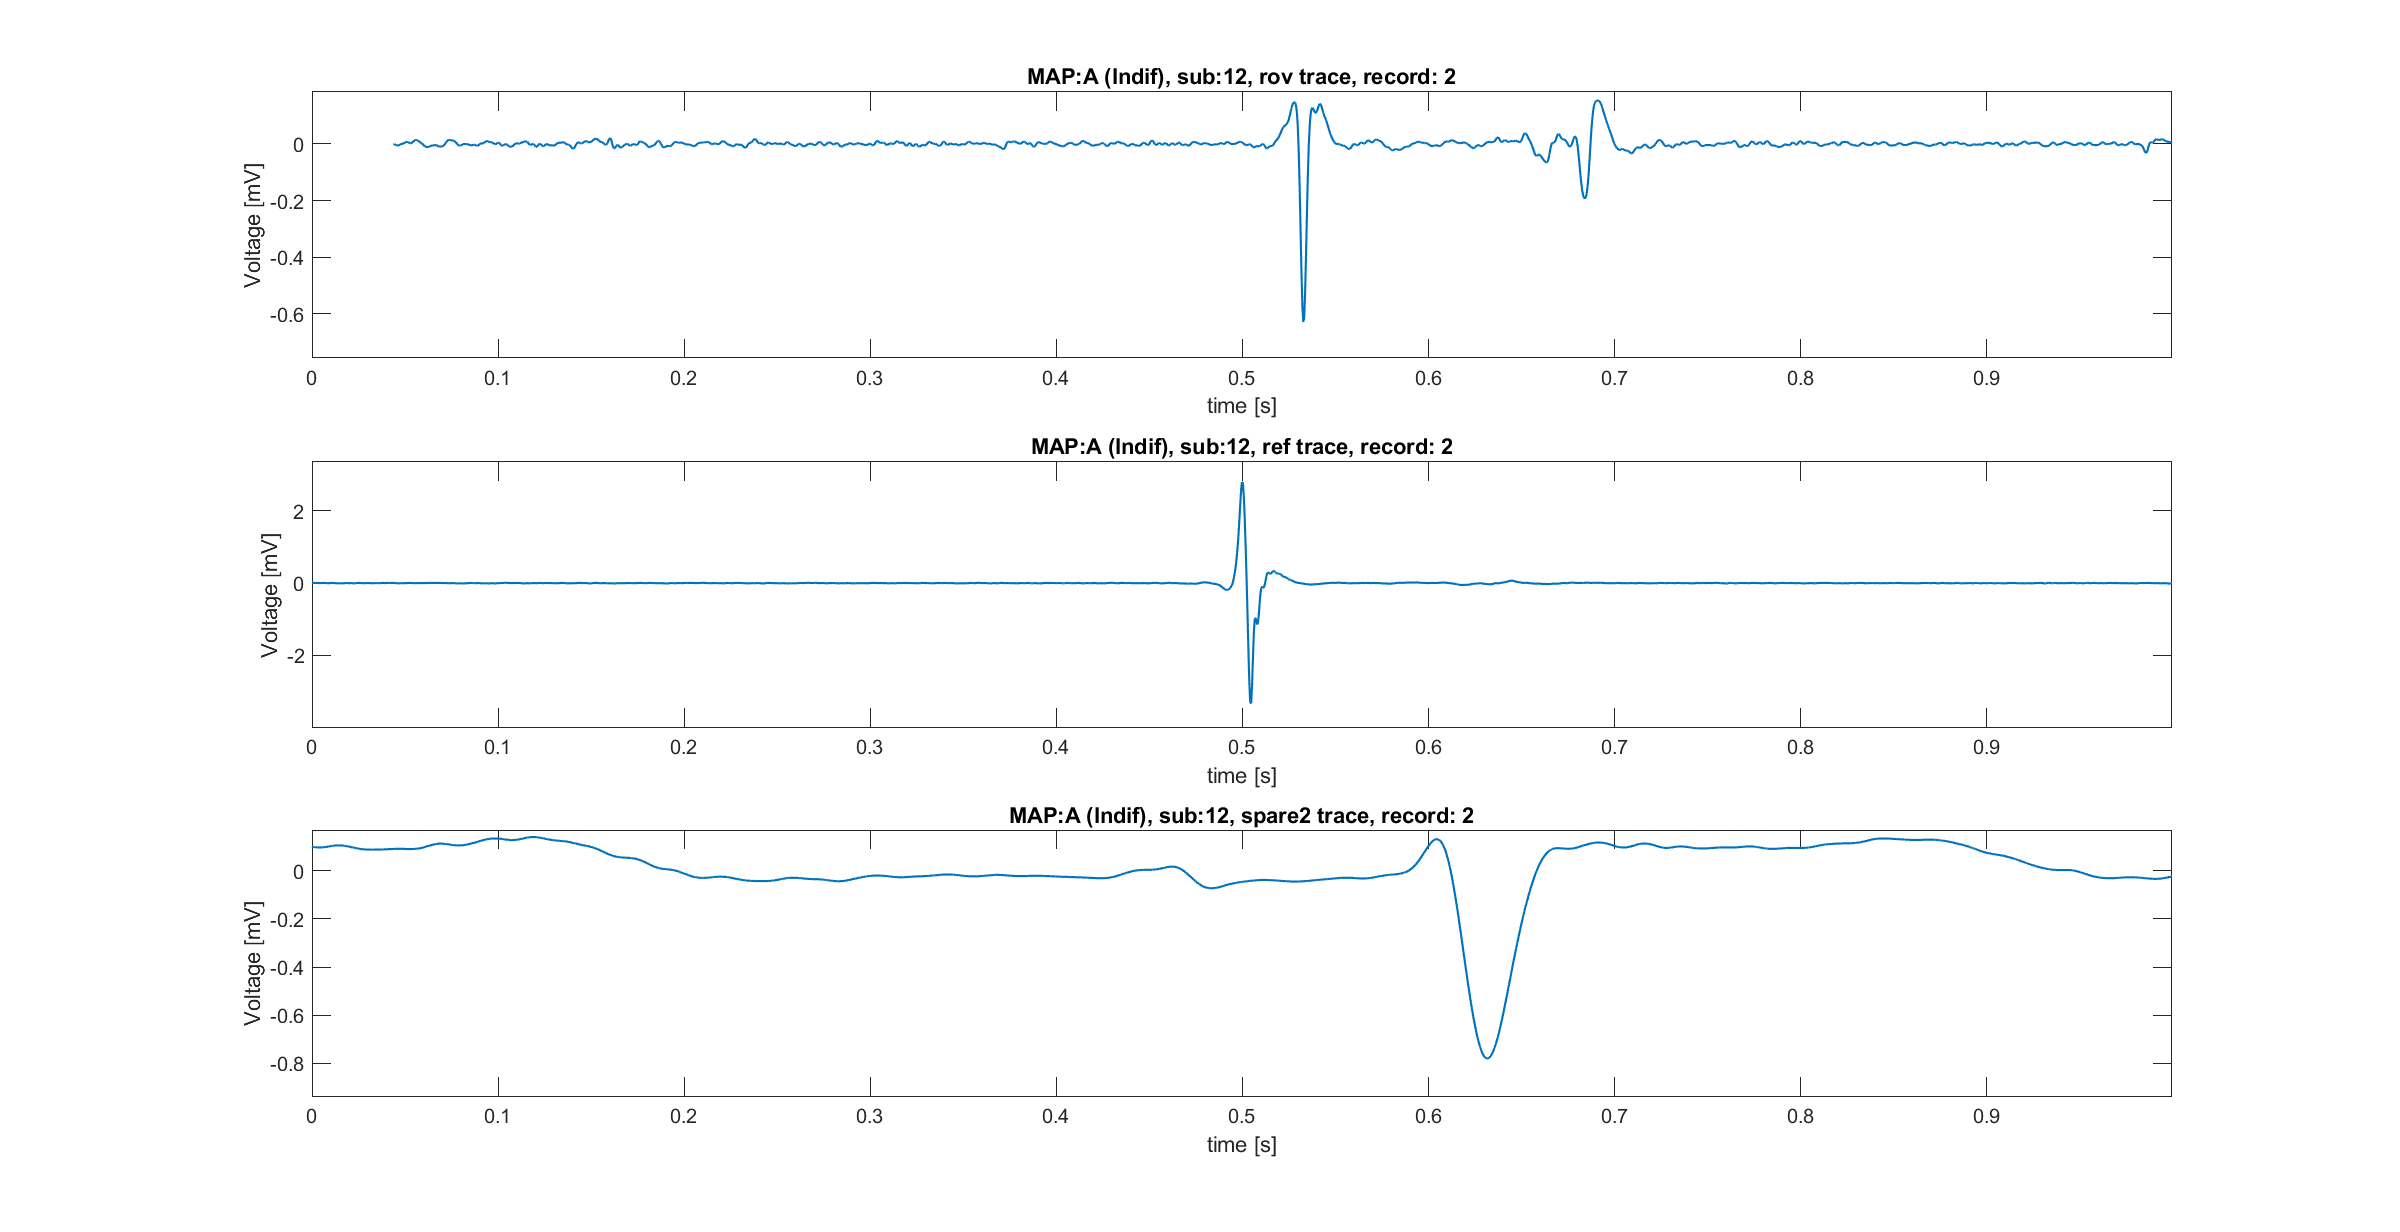 MAP:A (Indif), sub:12, rov trace, record: 2
Voltage [mV]
0
-0.2
-0.4
-0.6
0 0.1 0.2 0.3 0.4 0.5 0.6 0.7 0.8 0.9
time [s]
MAP:A (Indif), sub:12, ref trace, record: 2
Voltage [mV]
2
0
-2
0 0.1 0.2 0.3 0.4 0.5 0.6 0.7 0.8 0.9
time [s]
MAP:A (Indif), sub:12, spare2 trace, record: 2
Voltage [mV]
0
-0.2
-0.4
-0.6
-0.8
0 0.1 0.2 0.3 0.4 0.5 0.6 0.7 0.8 0.9
time [s]